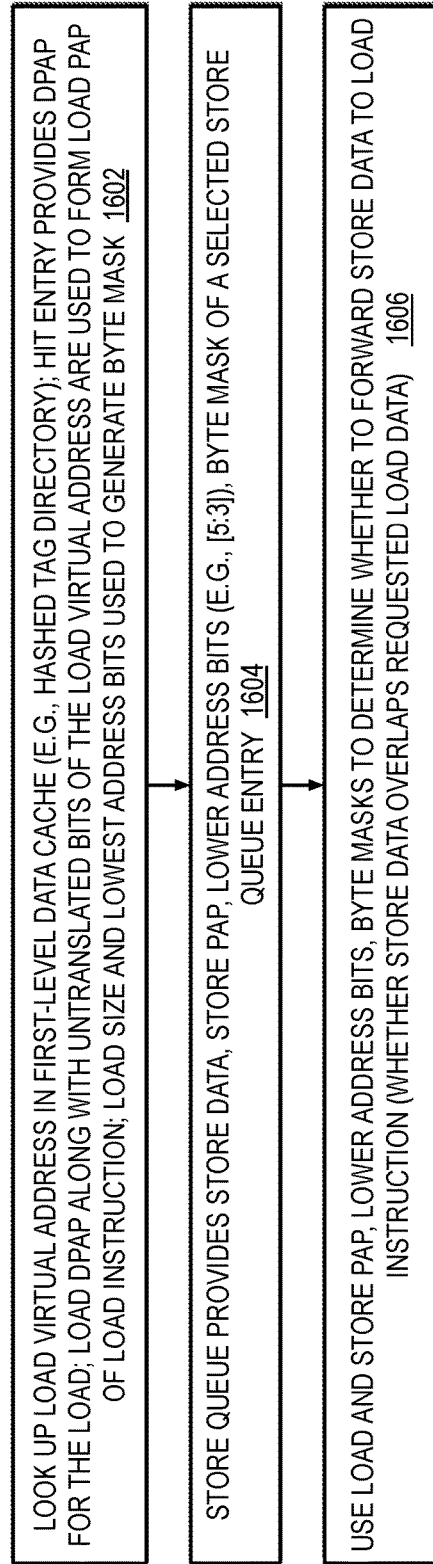 LOOK UP LOAD VIRTUAL ADDRESS IN FIRST-LEVEL DATA CACHE (E.G., HASHED TAG DIRECTORY); HIT ENTRY PROVIDES DPAP
FOR THE LOAD; LOAD DPAP ALONG WITH UNTRANSLATED BITS OF THE LOAD VIRTUAL ADDRESS ARE USED TO FORM LOAD PAP
OF LOAD INSTRUCTION; LOAD SIZE AND LOWEST ADDRESS BITS USED TO GENERATE BYTE MASK 1602
STORE QUEUE PROVIDES STORE DATA, STORE PAP, LOWER ADDRESS BITS (E.G., [5:3]), BYTE MASK OF A SELECTED STORE
QUEUE ENTRY 1604
USE LOAD AND STORE PAP, LOWER ADDRESS BITS, BYTE MASKS TO DETERMINE WHETHER TO FORWARD STORE DATA TO LOAD
INSTRUCTION (WHETHER STORE DATA OVERLAPS REQUESTED LOAD DATA) 1606